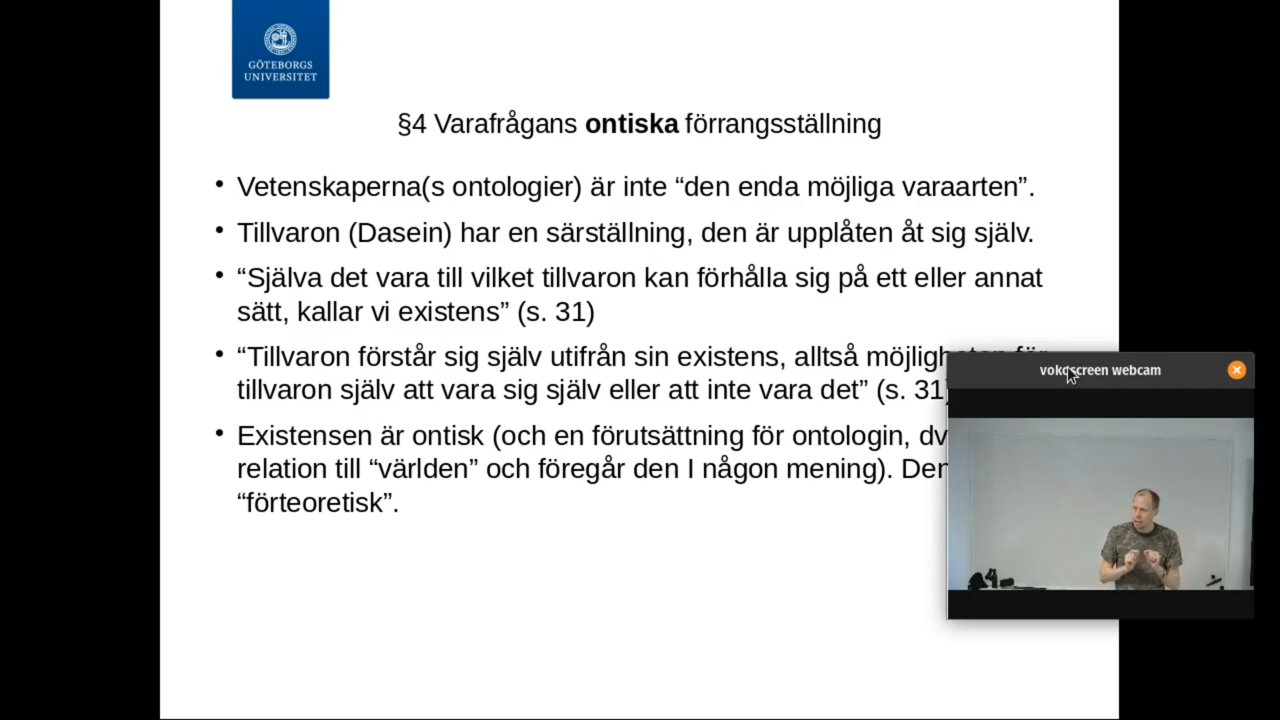 GÖTEBORGS
UNIVERSITET
§4 Varafrågans ontiska förrangsställning
• Vetenskaperna(s ontologier) är inte “den enda möjliga varaarten”.
• Tillvaron (Dasein) har en särställning, den är upplåten åt sig själv.
• “Själva det vara till vilket tillvaron kan förhålla sig på ett eller annat
sätt, kallar vi existens” (s. 31)
• “Tillvaron förstår sig själv utifrån sin existens, alltså möjligheten för
tillvaron själv att vara sig själv eller att inte vara det” (s. 31)
• Existensen är ontisk (och en förutsättning för ontologin, dv
relation till “världen” och föregår den I någon mening). Den
“förteoretisk”.
vokoscreen webcam